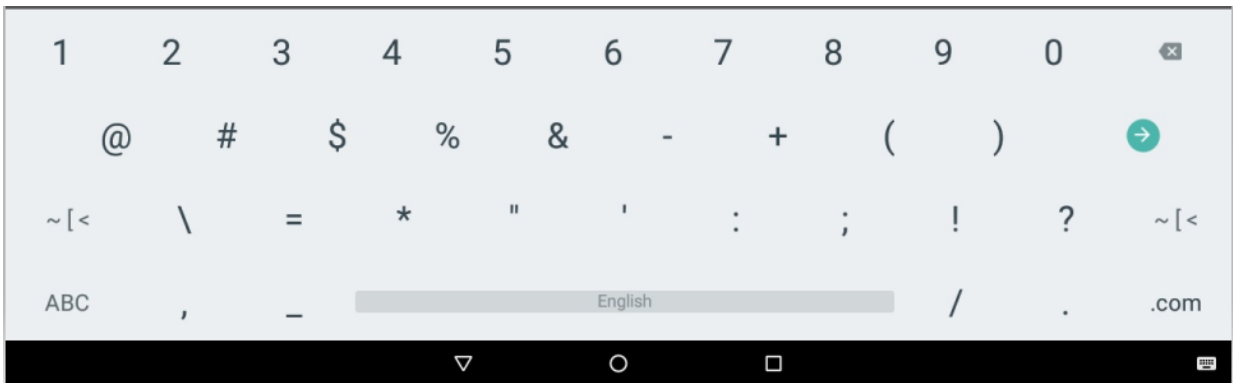 1 2 3 4 5 6 7 8 9 0
@ # $ % & - + ( )
~[< \ = * " ' : ; ! ? ~[<
ABC , _ English / . .com